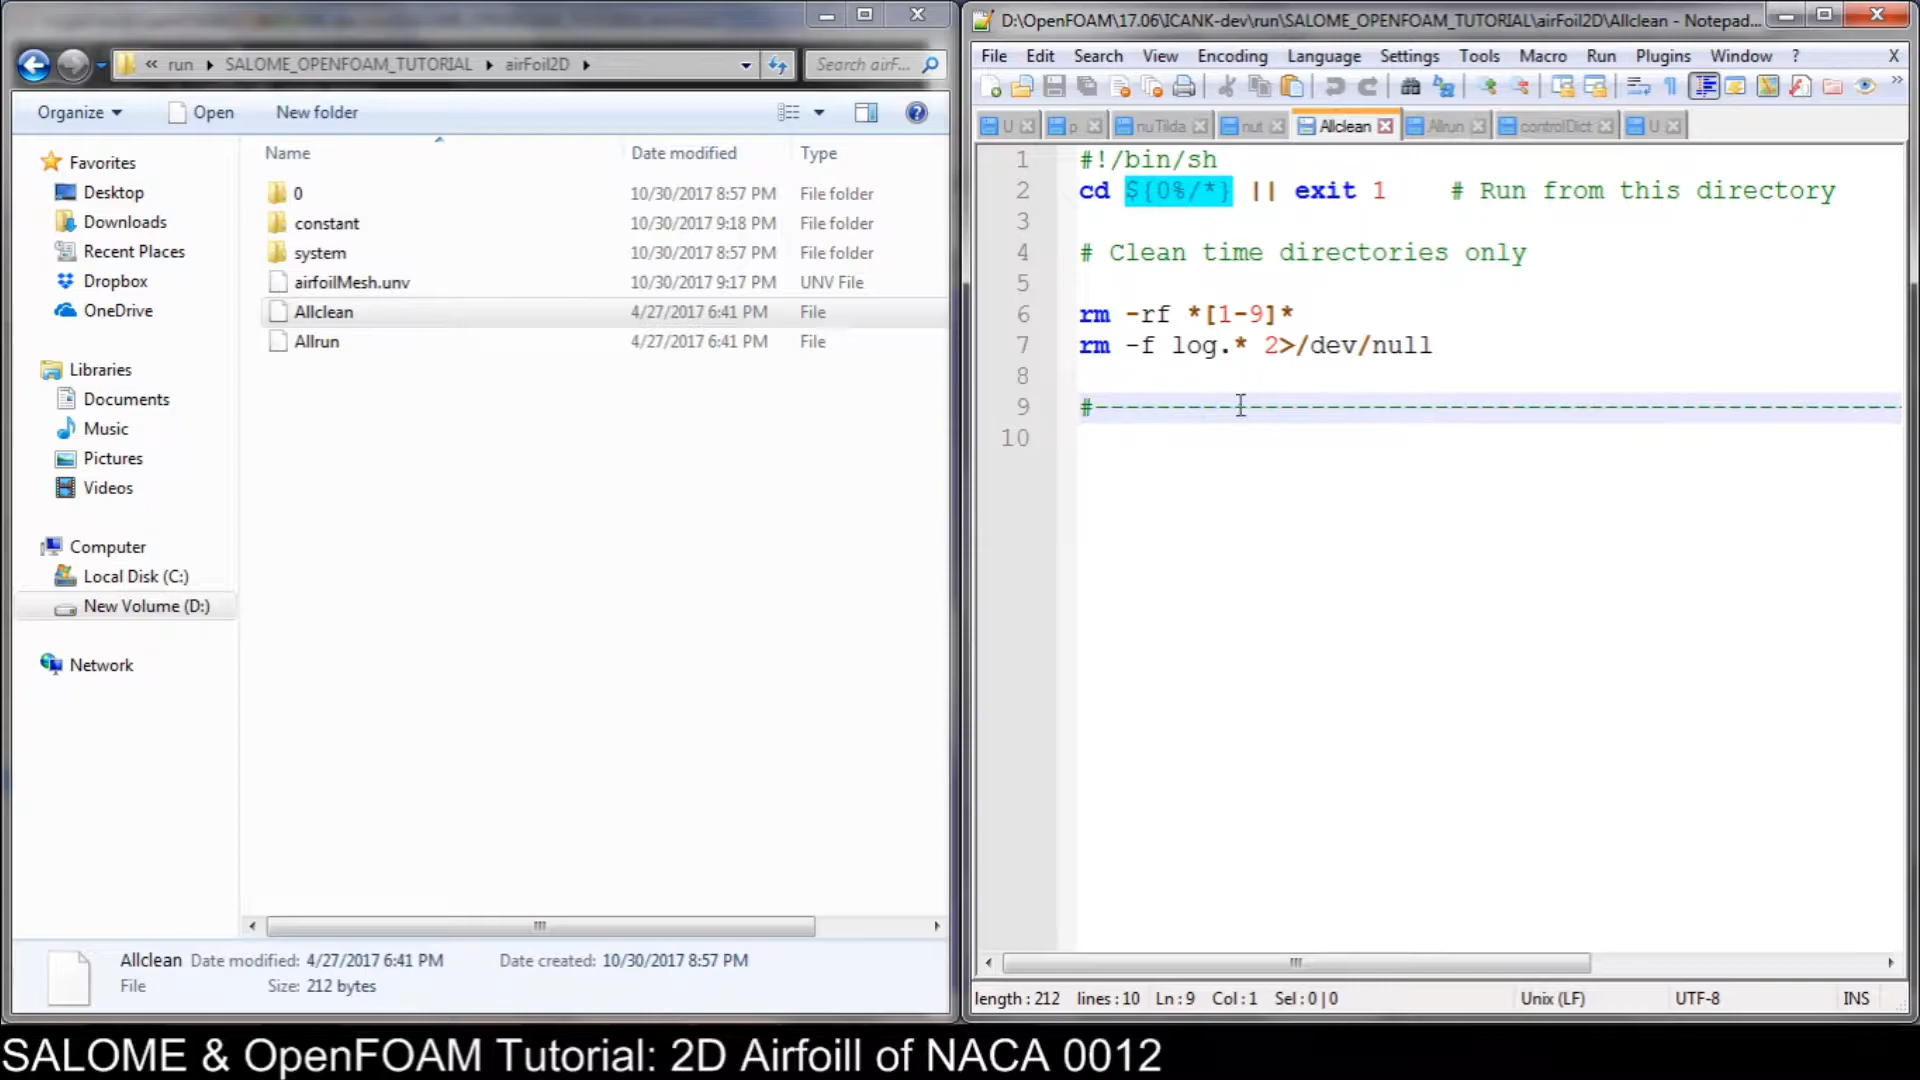 « run ▸ SALOME_OPENFOAM_TUTORIAL ▸ airFoil2D ▸
Search airF...
Organize
Open
New folder
Favorites
Desktop
Downloads
Recent Places
Dropbox
OneDrive
Libraries
Documents
Music
Pictures
Videos
Computer
Local Disk (C:)
New Volume (D:)
Network
Name Date modified Type
0 10/30/2017 8:57 PM File folder
constant 10/30/2017 9:18 PM File folder
system 10/30/2017 8:57 PM File folder
airfoilMesh.unv 10/30/2017 9:17 PM UNV File
Allclean 4/27/2017 6:41 PM File
Allrun 4/27/2017 6:41 PM File
Allclean Date modified: 4/27/2017 6:41 PM Date created: 10/30/2017 8:57 PM
File Size: 212 bytes
D:\OpenFOAM\17.06\ICANK-dev\run\SALOME_OPENFOAM_TUTORIAL\airFoil2D\Allclean - Notepad...
File Edit Search View Encoding Language Settings Tools Macro Run Plugins Window ? X
U p nuTilda nut Allclean Allrun controlDict U
1 #!/bin/sh
2 cd ${0%/*} || exit 1 # Run from this directory
3
4 # Clean time directories only
5
6 rm -rf *[1-9]*
7 rm -f log.* 2>/dev/null
8
9 #-----------------------------------------------------
10
length : 212 lines : 10 Ln : 9 Col : 1 Sel : 0 | 0 Unix (LF) UTF-8 INS
SALOME & OpenFOAM Tutorial: 2D Airfoill of NACA 0012